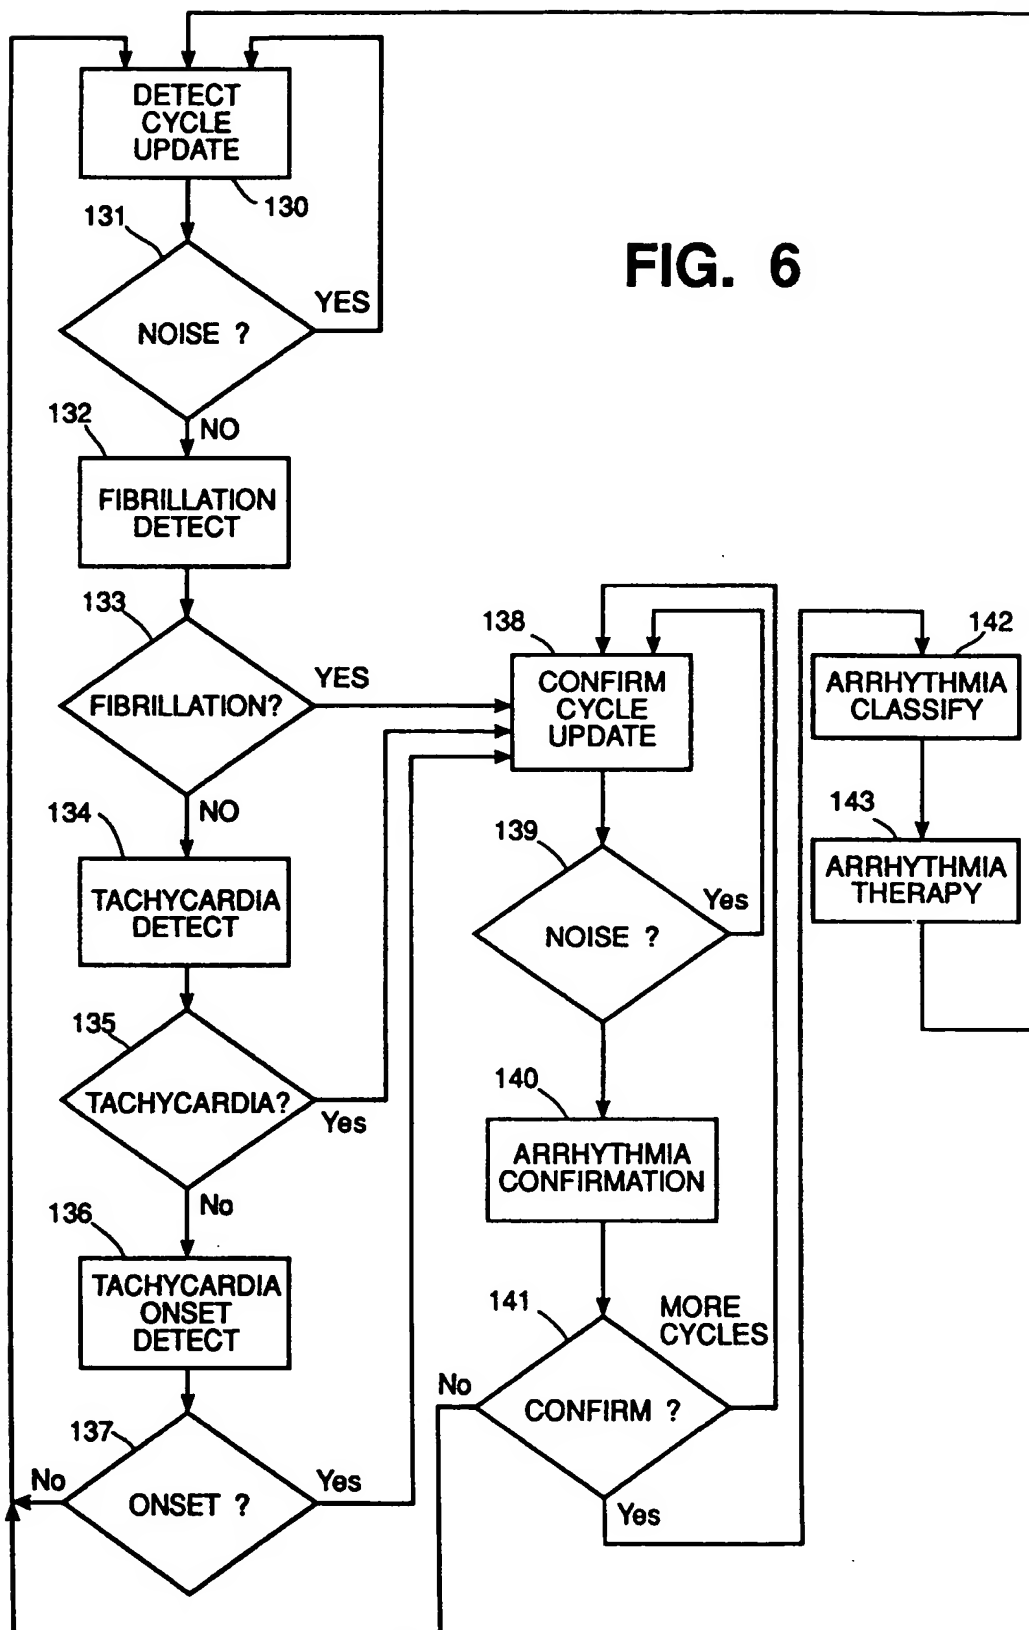 DETECT
CYCLE
UPDATE
130
131
NOISE ?
YES
NO
FIG. 6
132
FIBRILLATION
DETECT
133
FIBRILLATION?
YES
NO
134
TACHYCARDIA
DETECT
135
TACHYCARDIA?
Yes
No
136
TACHYCARDIA
ONSET
DETECT
137
ONSET ?
No
Yes
138
CONFIRM
CYCLE
UPDATE
139
NOISE ?
Yes
140
ARRHYTHMIA
CONFIRMATION
141
CONFIRM ?
MORE
CYCLES
No
Yes
142
ARRHYTHMIA
CLASSIFY
143
ARRHYTHMIA
THERAPY